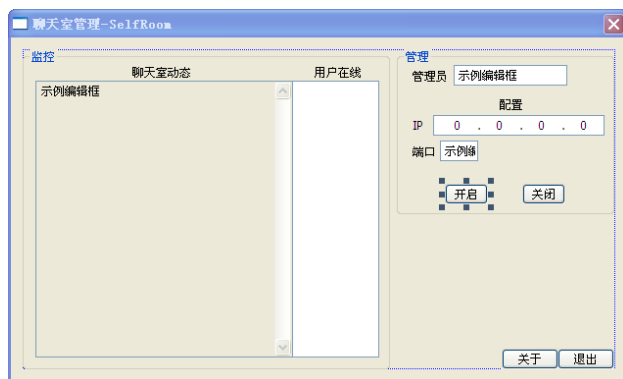 聊天室管理-SelfRoom
监控
聊天室动态
用户在线
示例编辑框
管理
管理员 示例编辑框
配置
IP 0 . 0 . 0 . 0
端口 示例编
开启 关闭
关于 退出